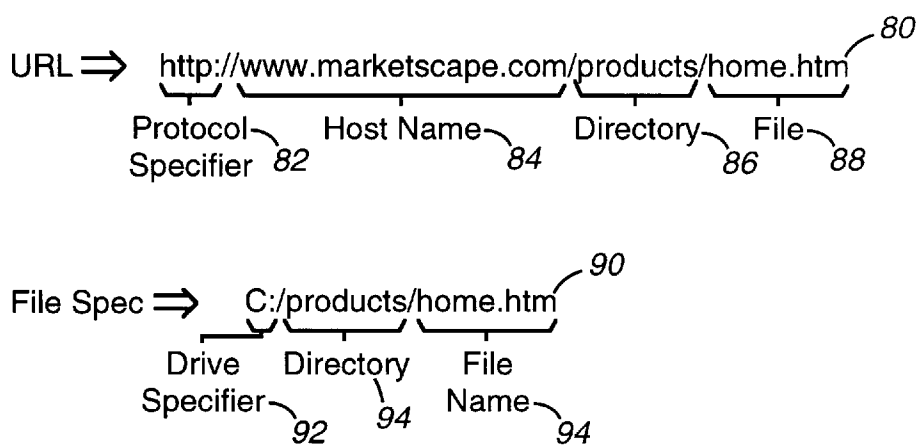 80
URL ⇒ http://www.marketscape.com/products/home.htm
Protocol Host Name Directory File
Specifier 82 84 86 88
90
File Spec ⇒ C:/products/home.htm
Drive Directory File
Specifier 92 94 Name 94